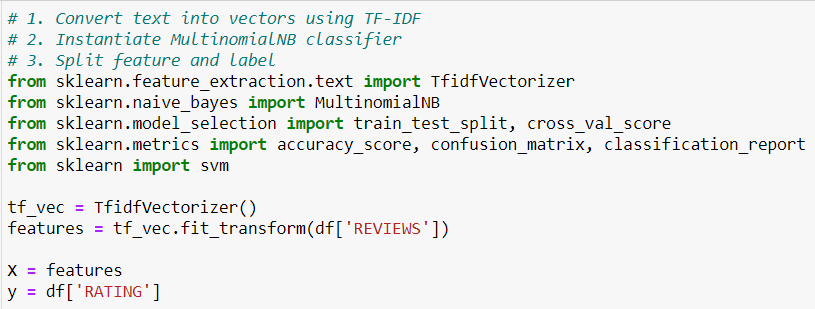 # 1. Convert text into vectors using TF-IDF
# 2. Instantiate MultinomialNB classifier
# 3. Split feature and label
from sklearn.feature_extraction.text import TfidfVectorizer
from sklearn.naive_bayes import MultinomialNB
from sklearn.model_selection import train_test_split, cross_val_score
from sklearn.metrics import accuracy_score, confusion_matrix, classification_report
from sklearn import svm
tf_vec = TfidfVectorizer()
features = tf_vec.fit_transform(df['REVIEWS'])
X = features
y = df['RATING']